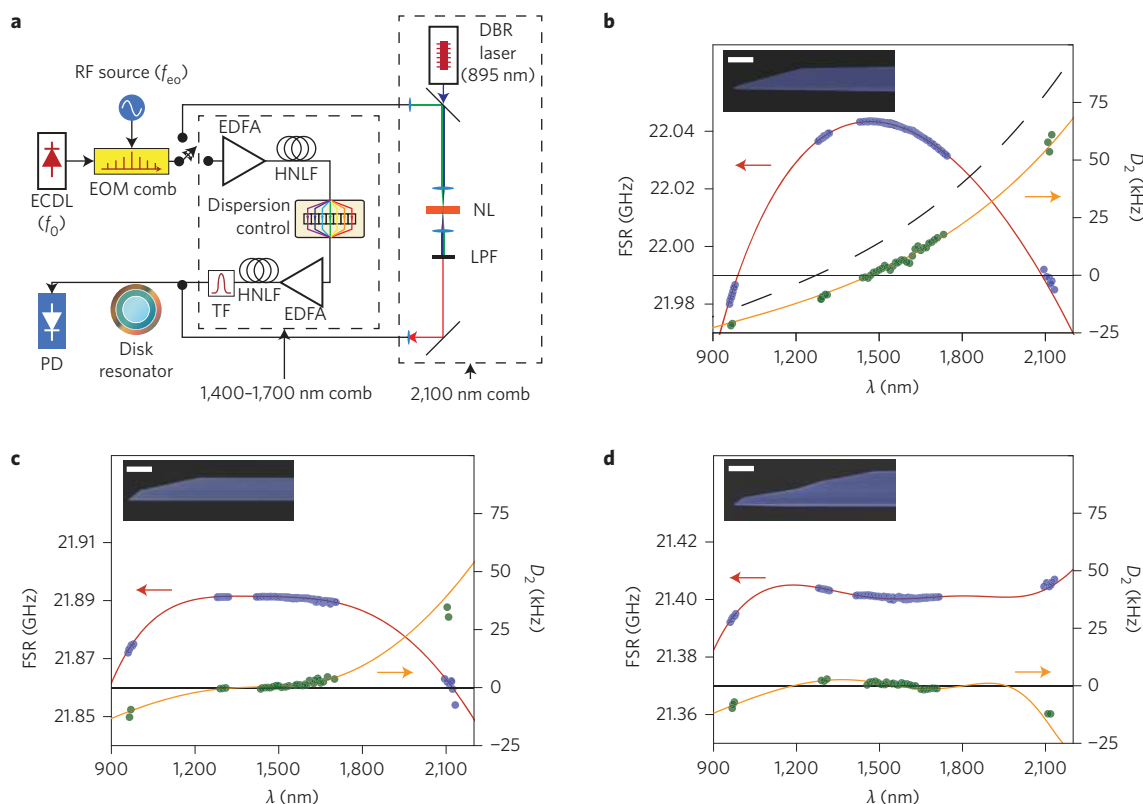 a
RF source (f_eo)
ECDL
(f_0)
EOM comb
EDFA
HNLF
Dispersion
control
TF
HNLF
EDFA
PD
Disk
resonator
1,400–1,700 nm comb
DBR
laser
(895 nm)
NL
LPF
2,100 nm comb
b
FSR (GHz)
22.04
22.02
22.00
21.98
900
1,200
1,500
1,800
2,100
λ (nm)
75
50
25
0
−25
D_2 (kHz)
c
FSR (GHz)
21.91
21.89
21.87
21.85
900
1,200
1,500
1,800
2,100
λ (nm)
75
50
25
0
−25
D_2 (kHz)
d
FSR (GHz)
21.42
21.40
21.38
21.36
900
1,200
1,500
1,800
2,100
λ (nm)
75
50
25
0
−25
D_2 (kHz)